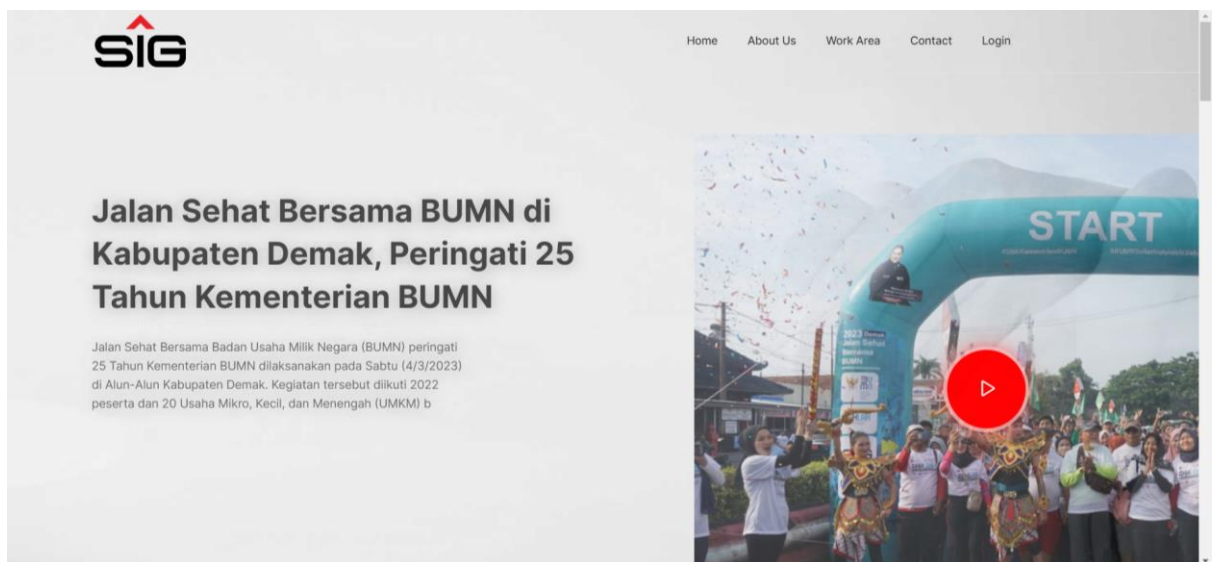 SIG
Home About Us Work Area Contact Login
Jalan Sehat Bersama BUMN di
Kabupaten Demak, Peringati 25
Tahun Kementerian BUMN
Jalan Sehat Bersama Badan Usaha Milik Negara (BUMN) peringati
25 Tahun Kementerian BUMN dilaksanakan pada Sabtu (4/3/2023)
di Alun-Alun Kabupaten Demak. Kegiatan tersebut diikuti 2022
peserta dan 20 Usaha Mikro, Kecil, dan Menengah (UMKM) b
START
2023 Demak
Jalan Sehat
Bersama
BUMN